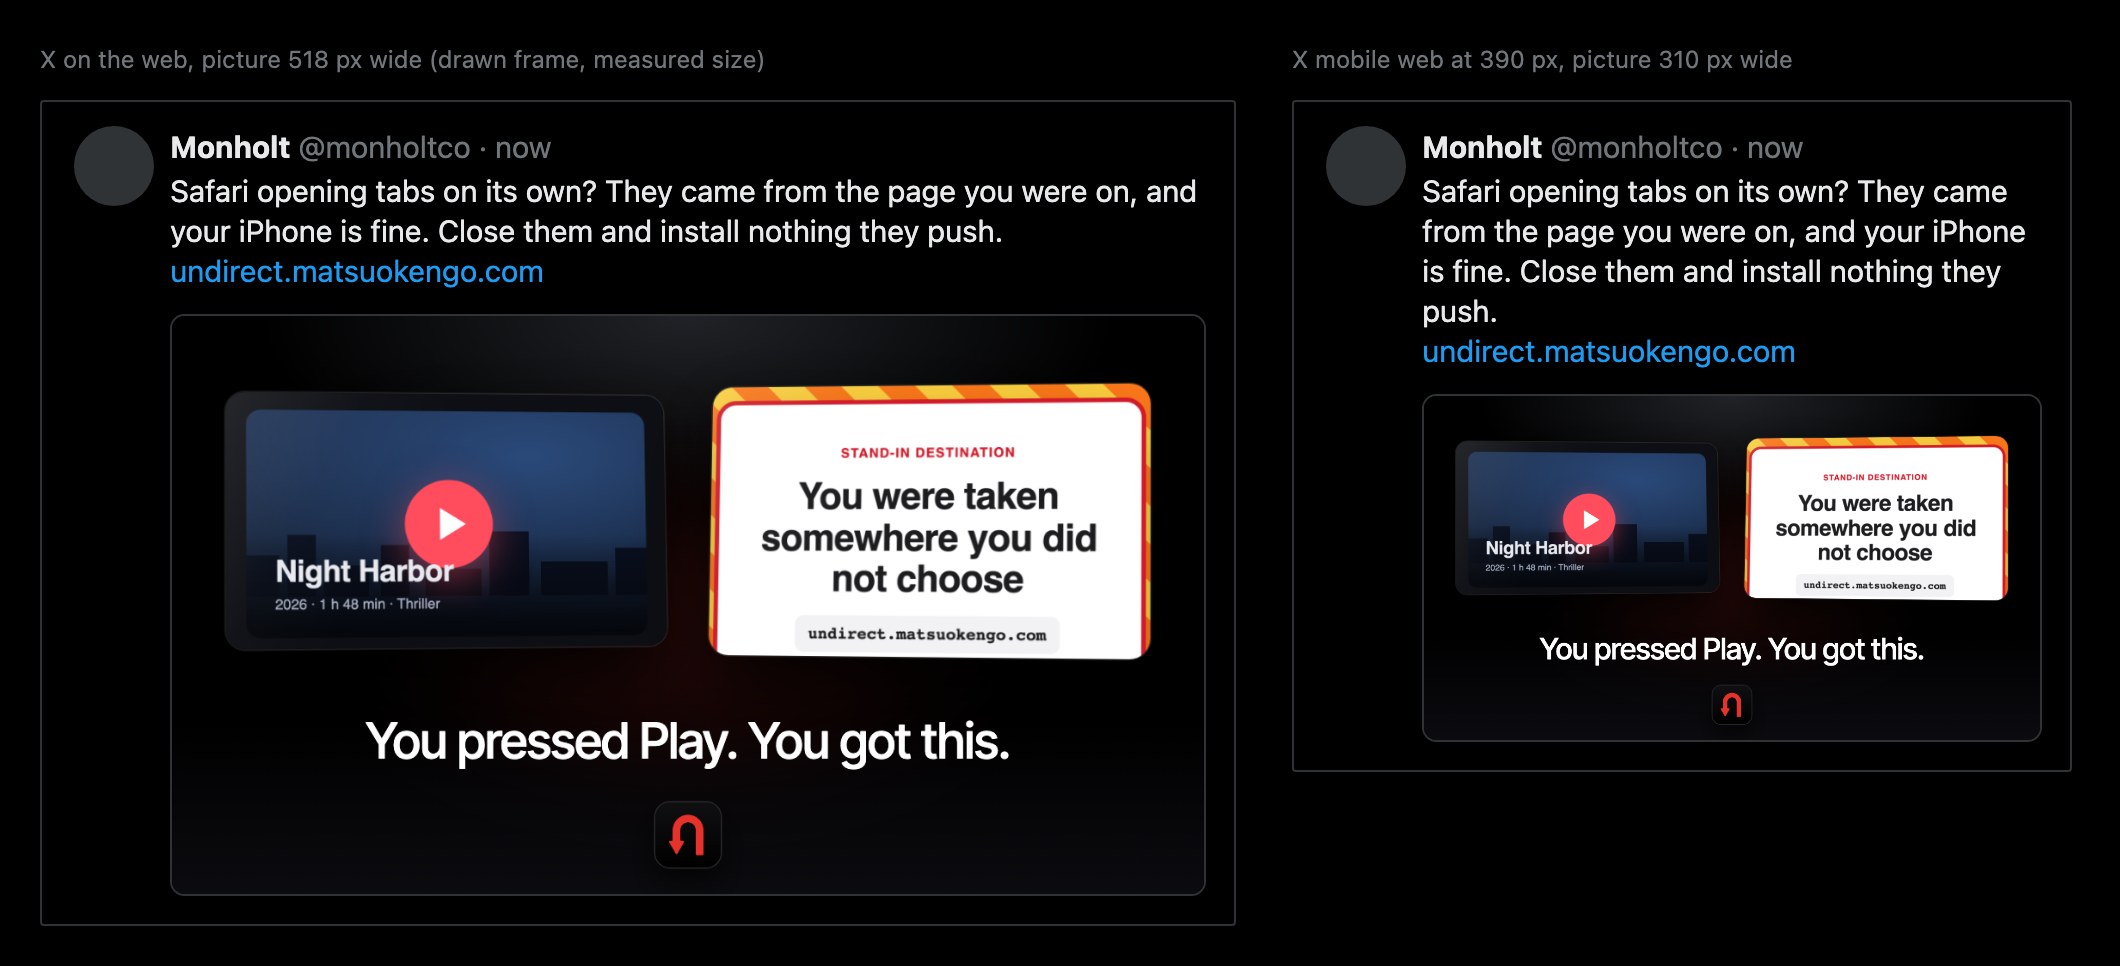 X on the web, picture 518 px wide (drawn frame, measured size)
Monholt @monholtco · now
Safari opening tabs on its own? They came from the page you were on, and
your iPhone is fine. Close them and install nothing they push.
undirect.matsuokengo.com
Night Harbor
2026 · 1 h 48 min · Thriller
STAND-IN DESTINATION
You were taken
somewhere you did
not choose
undirect.matsuokengo.com
You pressed Play. You got this.
X mobile web at 390 px, picture 310 px wide
Monholt @monholtco · now
Safari opening tabs on its own? They came
from the page you were on, and your iPhone
is fine. Close them and install nothing they
push.
undirect.matsuokengo.com
Night Harbor
2026 · 1 h 48 min · Thriller
STAND-IN DESTINATION
You were taken
somewhere you did
not choose
undirect.matsuokengo.com
You pressed Play. You got this.